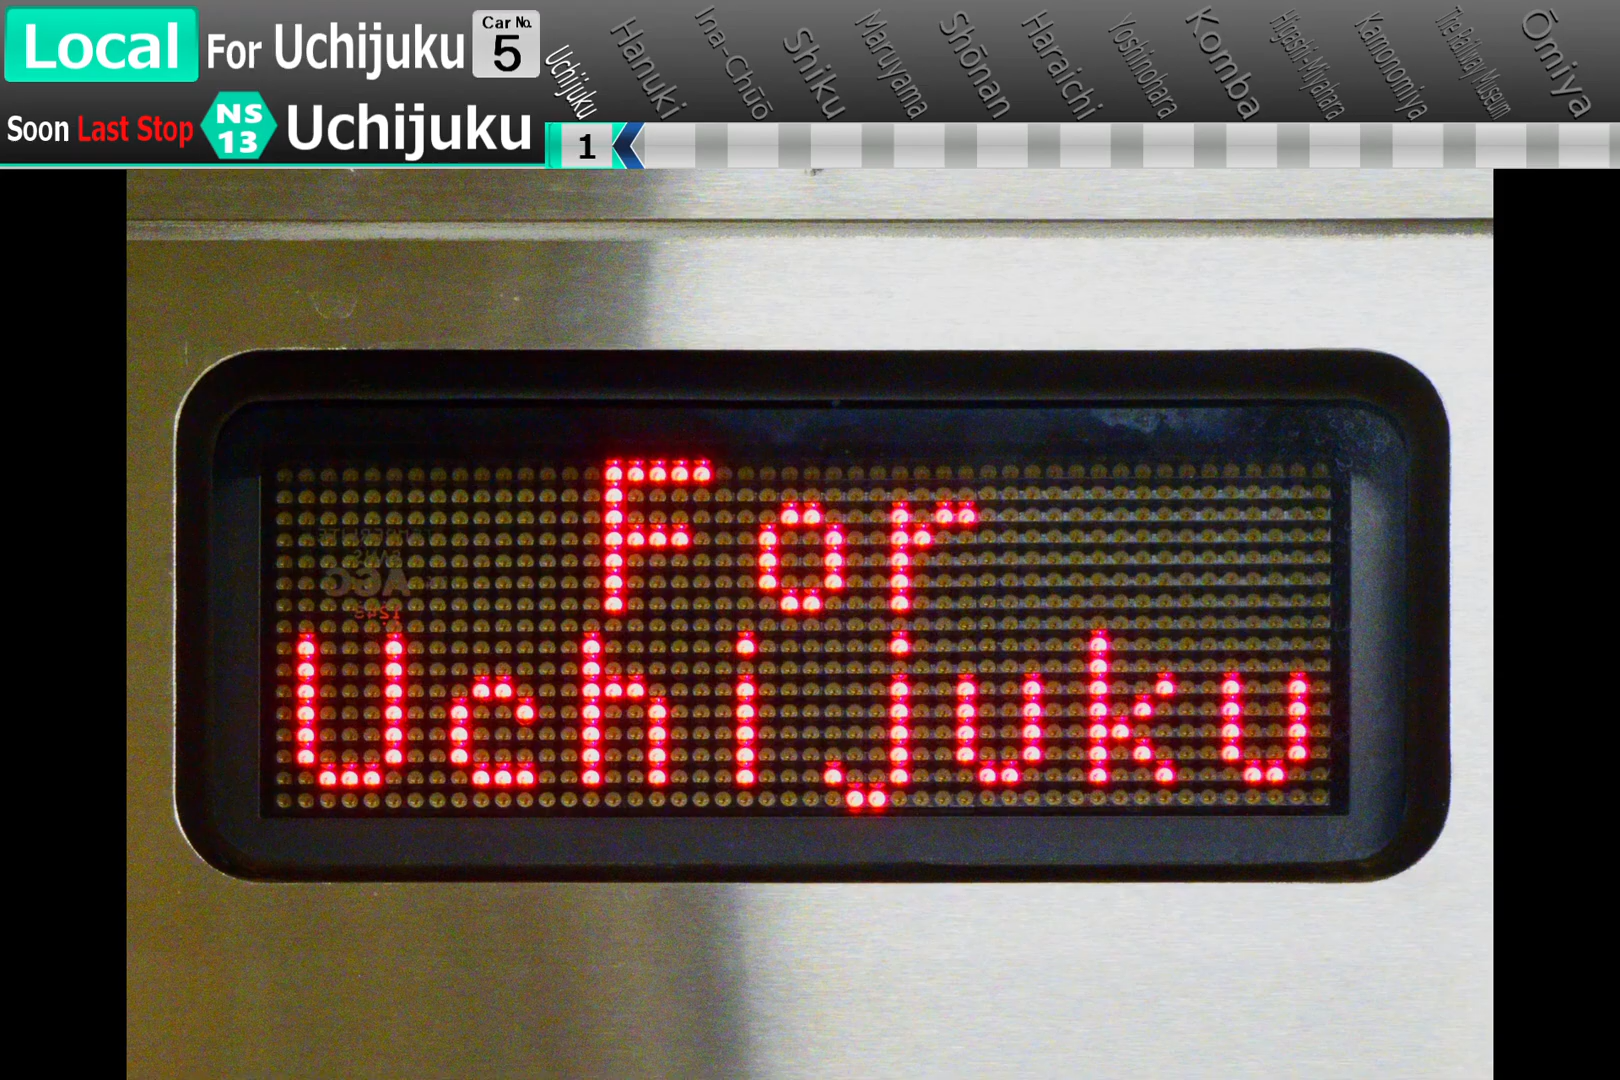 Local For Uchijuku Car No. 5
Soon Last Stop NS 13 Uchijuku
Uchijuku Hanuki Ina-Chūō Shiku Maruyama Shōnan Haraichi Yoshinohara Komba Higashi-Miyahara Kamonomiya The Railway Museum Ōmiya
1
For
Uchijuku